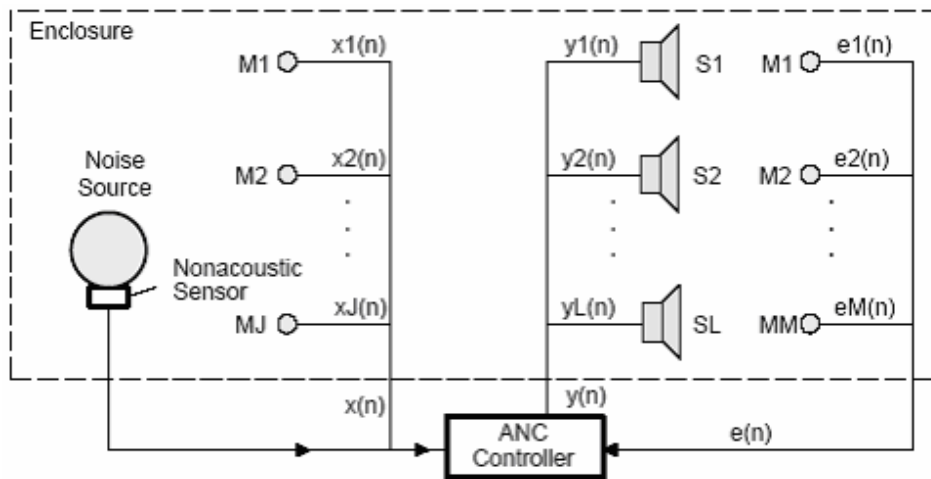 Enclosure
M1
x1(n)
y1(n)
S1
M1
e1(n)
Noise
Source
M2
x2(n)
y2(n)
S2
M2
e2(n)
Nonacoustic
Sensor
MJ
xJ(n)
yL(n)
SL
MM
eM(n)
x(n)
y(n)
ANC
Controller
e(n)